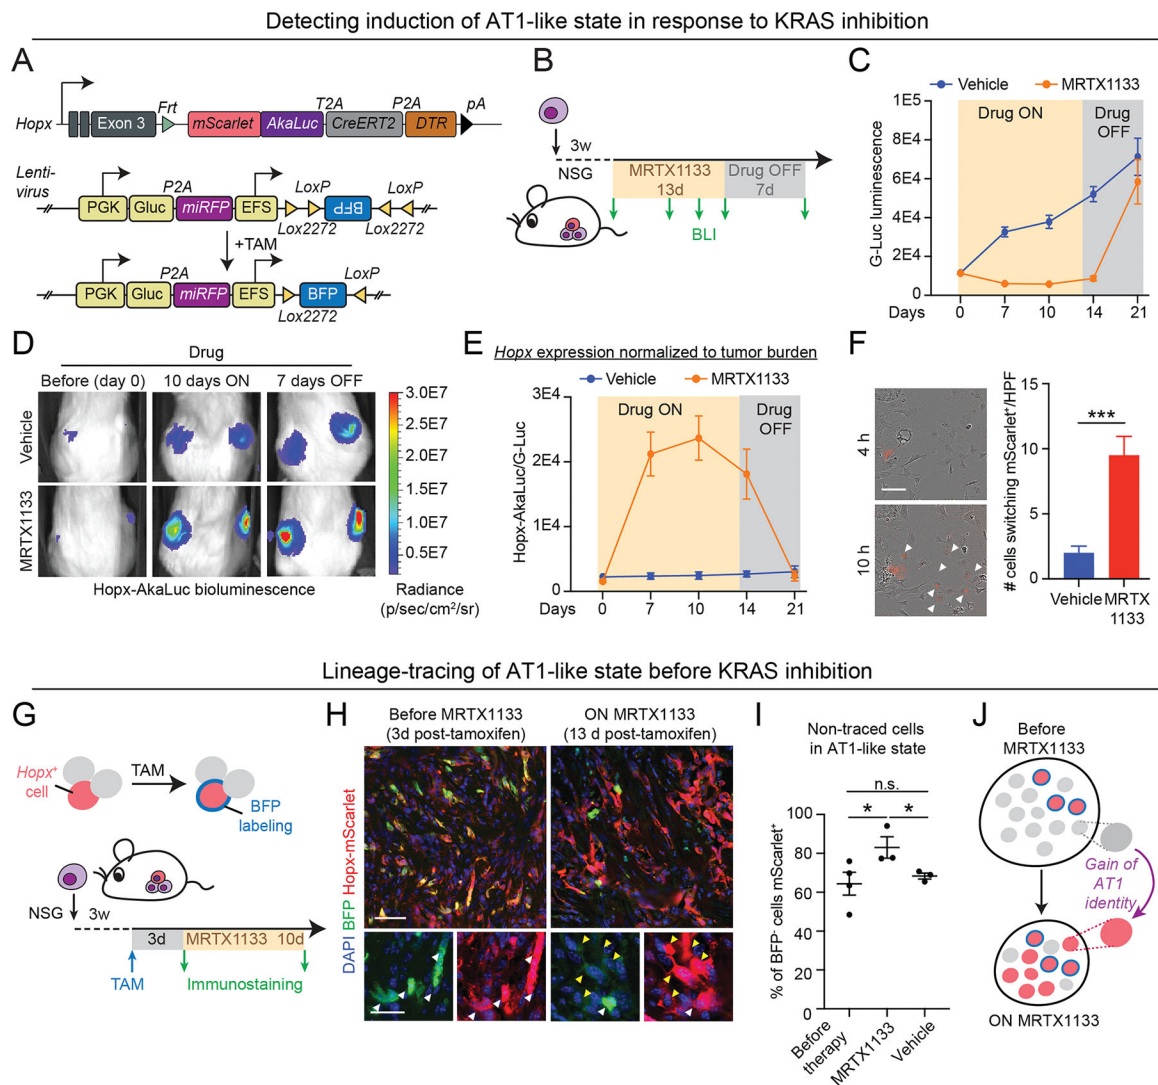 Detecting induction of AT1-like state in response to KRAS inhibition
A
Hopx
Exon 3
Frt
mScarlet
AkaLuc
T2A
CreERT2
P2A
DTR
pA
Lenti-
virus
PGK
Gluc
P2A
miRFP
EFS
LoxP
Lox2272
BFP
LoxP
Lox2272
+TAM
PGK
Gluc
P2A
miRFP
EFS
Lox2272
BFP
LoxP
B
3w
NSG
MRTX1133
13d
Drug OFF
7d
BLI
C
Vehicle
MRTX1133
G-Luc luminescence
1E5
8E4
6E4
4E4
2E4
0
Drug ON
Drug
OFF
Days
0 7 10 14 21
D
Drug
Before (day 0) 10 days ON 7 days OFF
Vehicle
MRTX1133
Hopx-AkaLuc bioluminescence
3.0E7
2.5E7
2.0E7
1.5E7
1.0E7
0.5E7
Radiance
(p/sec/cm²/sr)
E
Hopx expression normalized to tumor burden
Vehicle
MRTX1133
Hopx-AkaLuc/G-Luc
3E4
2E4
1E4
0
Drug ON
Drug
OFF
Days
0 7 10 14 21
F
4 h
10 h
# cells switching mScarlet⁺/HPF
15
10
5
0
***
Vehicle
MRTX
1133
Lineage-tracing of AT1-like state before KRAS inhibition
G
Hopx⁺
cell
TAM
BFP
labeling
NSG
3w
3d
MRTX1133 10d
TAM
Immunostaining
H
Before MRTX1133
(3d post-tamoxifen)
ON MRTX1133
(13 d post-tamoxifen)
DAPI BFP Hopx-mScarlet
I
Non-traced cells
in AT1-like state
% of BFP⁻ cells mScarlet⁺
100
80
60
40
20
0
n.s.
* *
Before
therapy
MRTX1133
Vehicle
J
Before
MRTX1133
Gain of
AT1
identity
ON MRTX1133